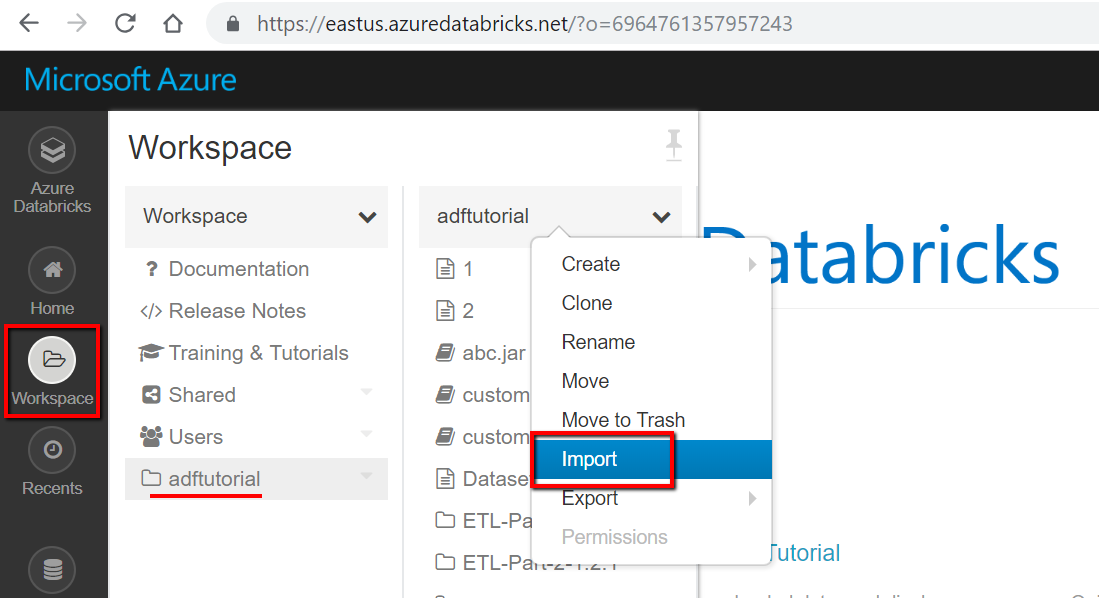 https://eastus.azuredatabricks.net/?o=6964761357957243
Microsoft Azure
Azure
Databricks
Home
Workspace
Recents
Workspace
Workspace
? Documentation
</> Release Notes
Training & Tutorials
Shared
Users
adftutorial
adftutorial
1
2
abc.jar
custom
custom
Datase
ETL-Pa
ETL-Part-2-1.2.1
Create
Clone
Rename
Move
Move to Trash
Import
Export
Permissions
Databricks
Tutorial